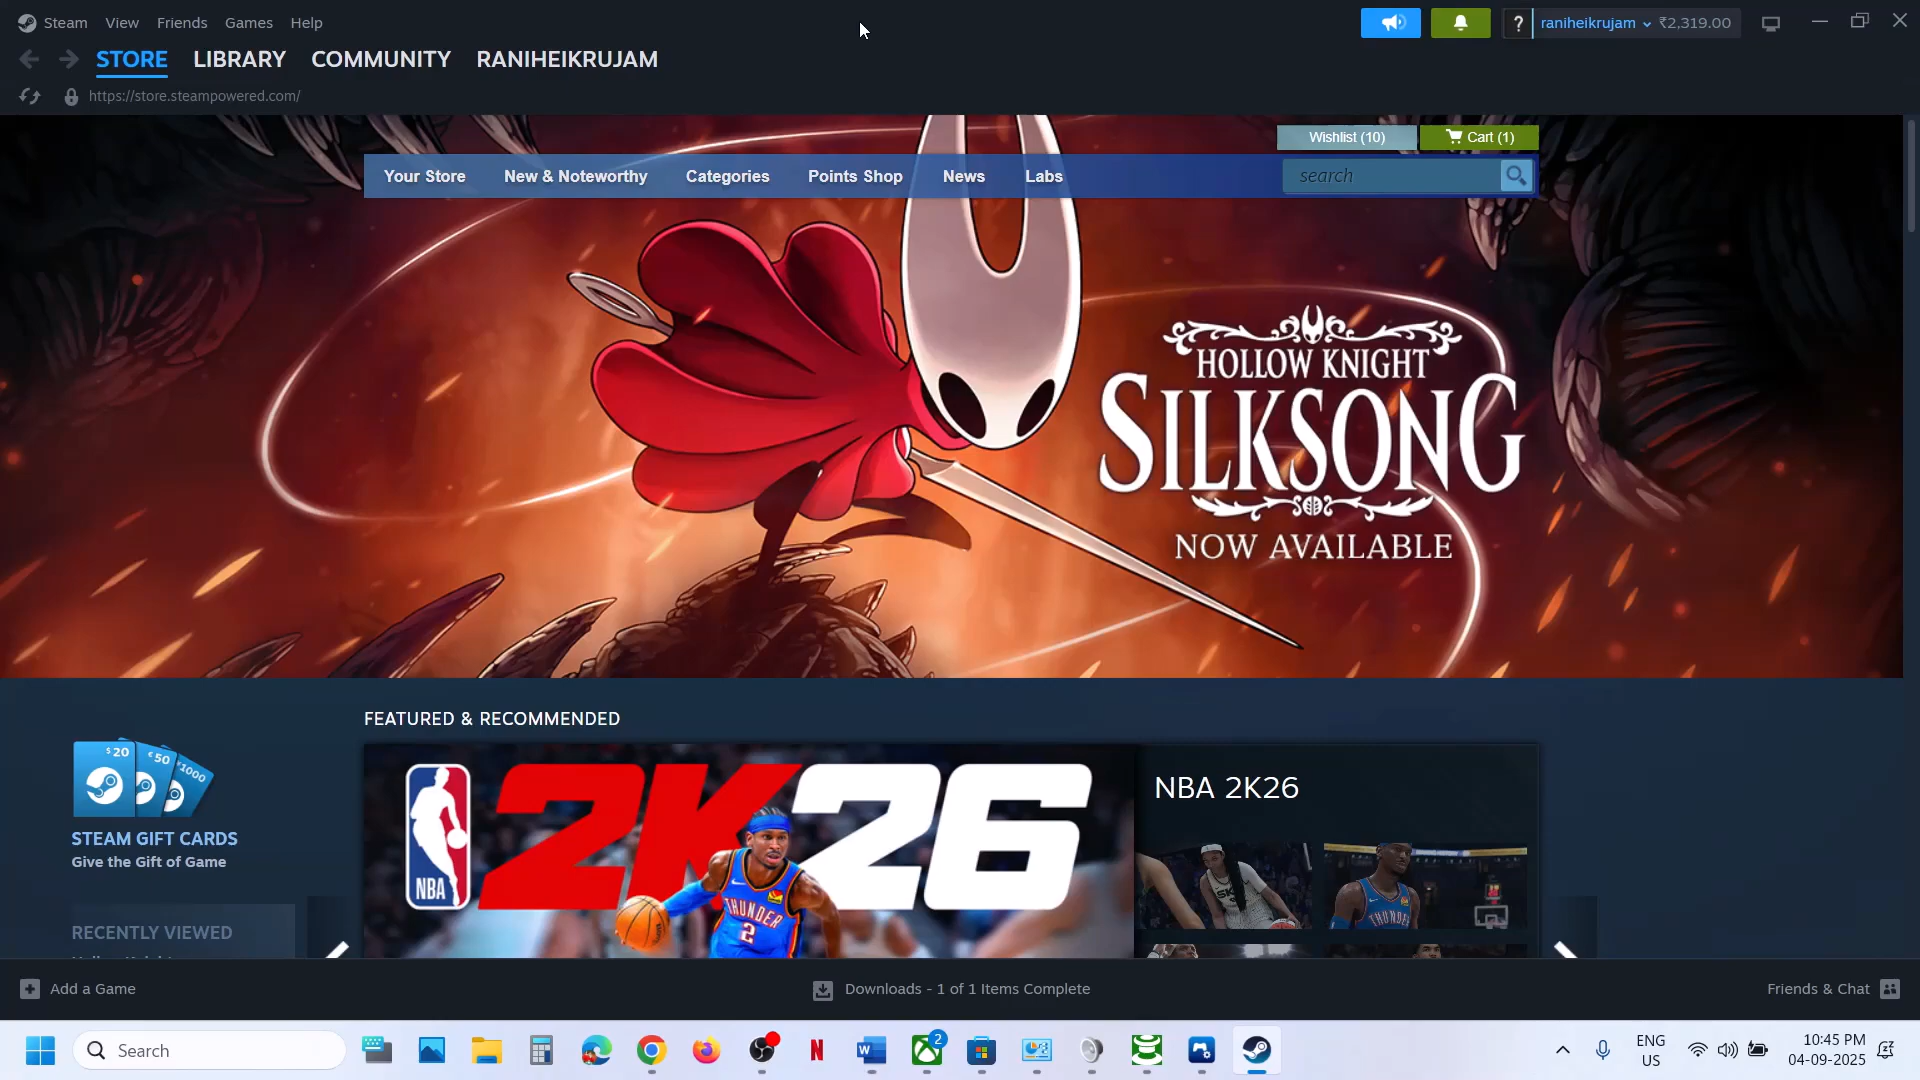 Steam View Friends Games Help
? raniheikrujam ₹2,319.00
STORE LIBRARY COMMUNITY RANIHEIKRUJAM
https://store.steampowered.com/
Wishlist (10) Cart (1)
Your Store New & Noteworthy Categories Points Shop News Labs search
HOLLOW KNIGHT
SILKSONG
NOW AVAILABLE
FEATURED & RECOMMENDED
$20 €50 1000
STEAM GIFT CARDS
Give the Gift of Game
RECENTLY VIEWED
NBA
2K26
THUNDER
2
NBA 2K26
Add a Game
Downloads - 1 of 1 Items Complete
Friends & Chat
Search
2
ENG
US
10:45 PM
04-09-2025